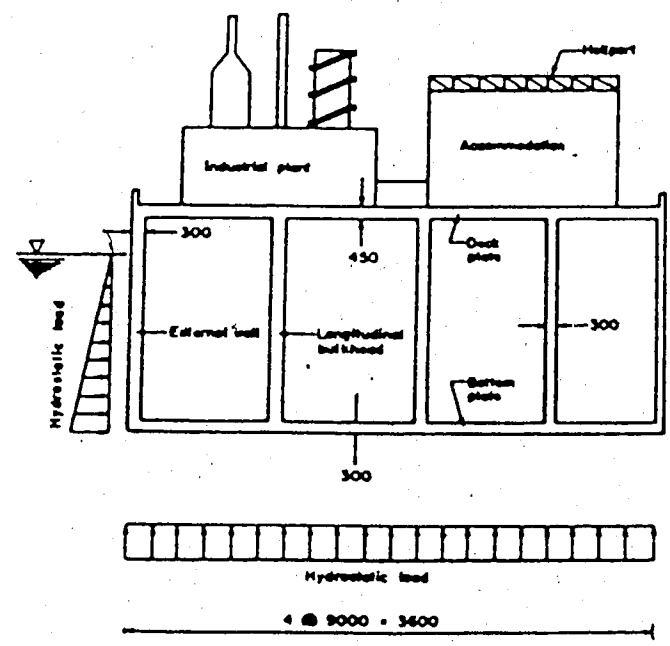 Heliport
Industrial plant
Accommodation
300
450
Deck
plate
External wall
Longitudinal
bulkhead
300
Hydrostatic load
Bottom
plate
300
Hydrostatic load
4 @ 9000 = 3600